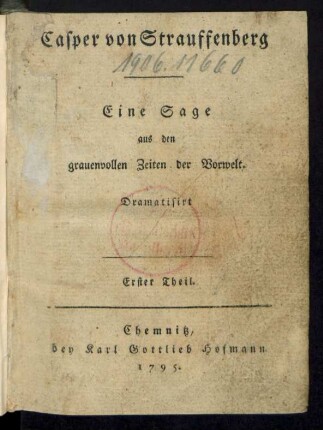 Casper von Strauffenberg
1906.11660
Eine Sage
aus den
grauenvollen Zeiten der Vorwelt.
Dramatisirt
Erster Theil.
Chemnitz,
bey Karl Gottlieb Hofmann
1795.